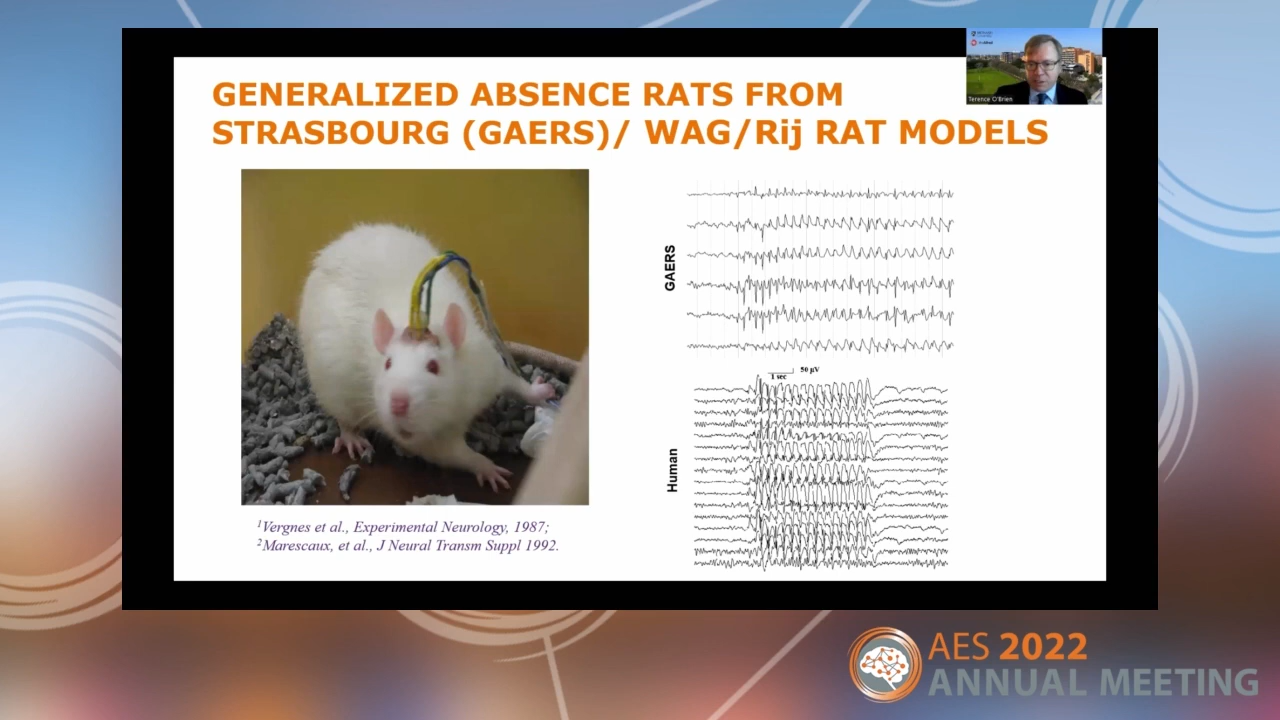 GENERALIZED ABSENCE RATS FROM
STRASBOURG (GAERS)/ WAG/Rij RAT MODELS
Terence O'Brien
GAERS
1 sec
50 µV
Human
¹Vergnes et al., Experimental Neurology, 1987;
²Marescaux, et al., J Neural Transm Suppl 1992.
AES 2022
ANNUAL MEETING